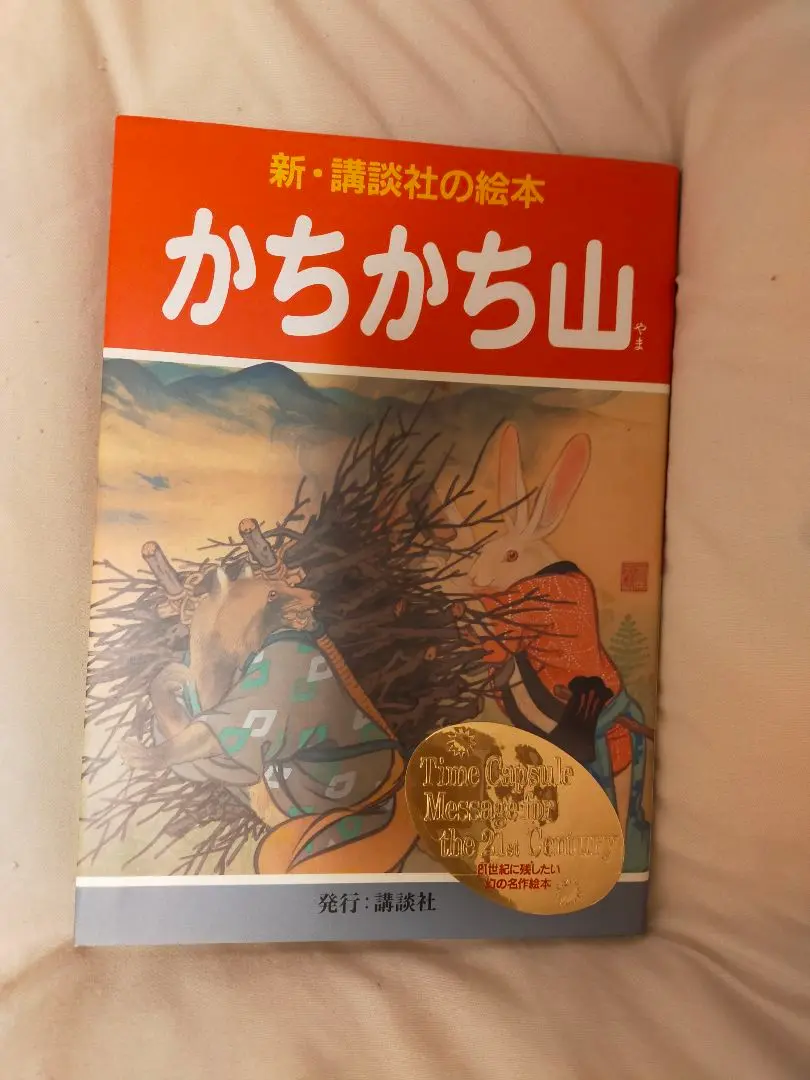 新・講談社の絵本
かちかち山
やま
Time Capsule
Message for
the 21st Century
21世紀に残したい
幻の名作絵本
発行:講談社